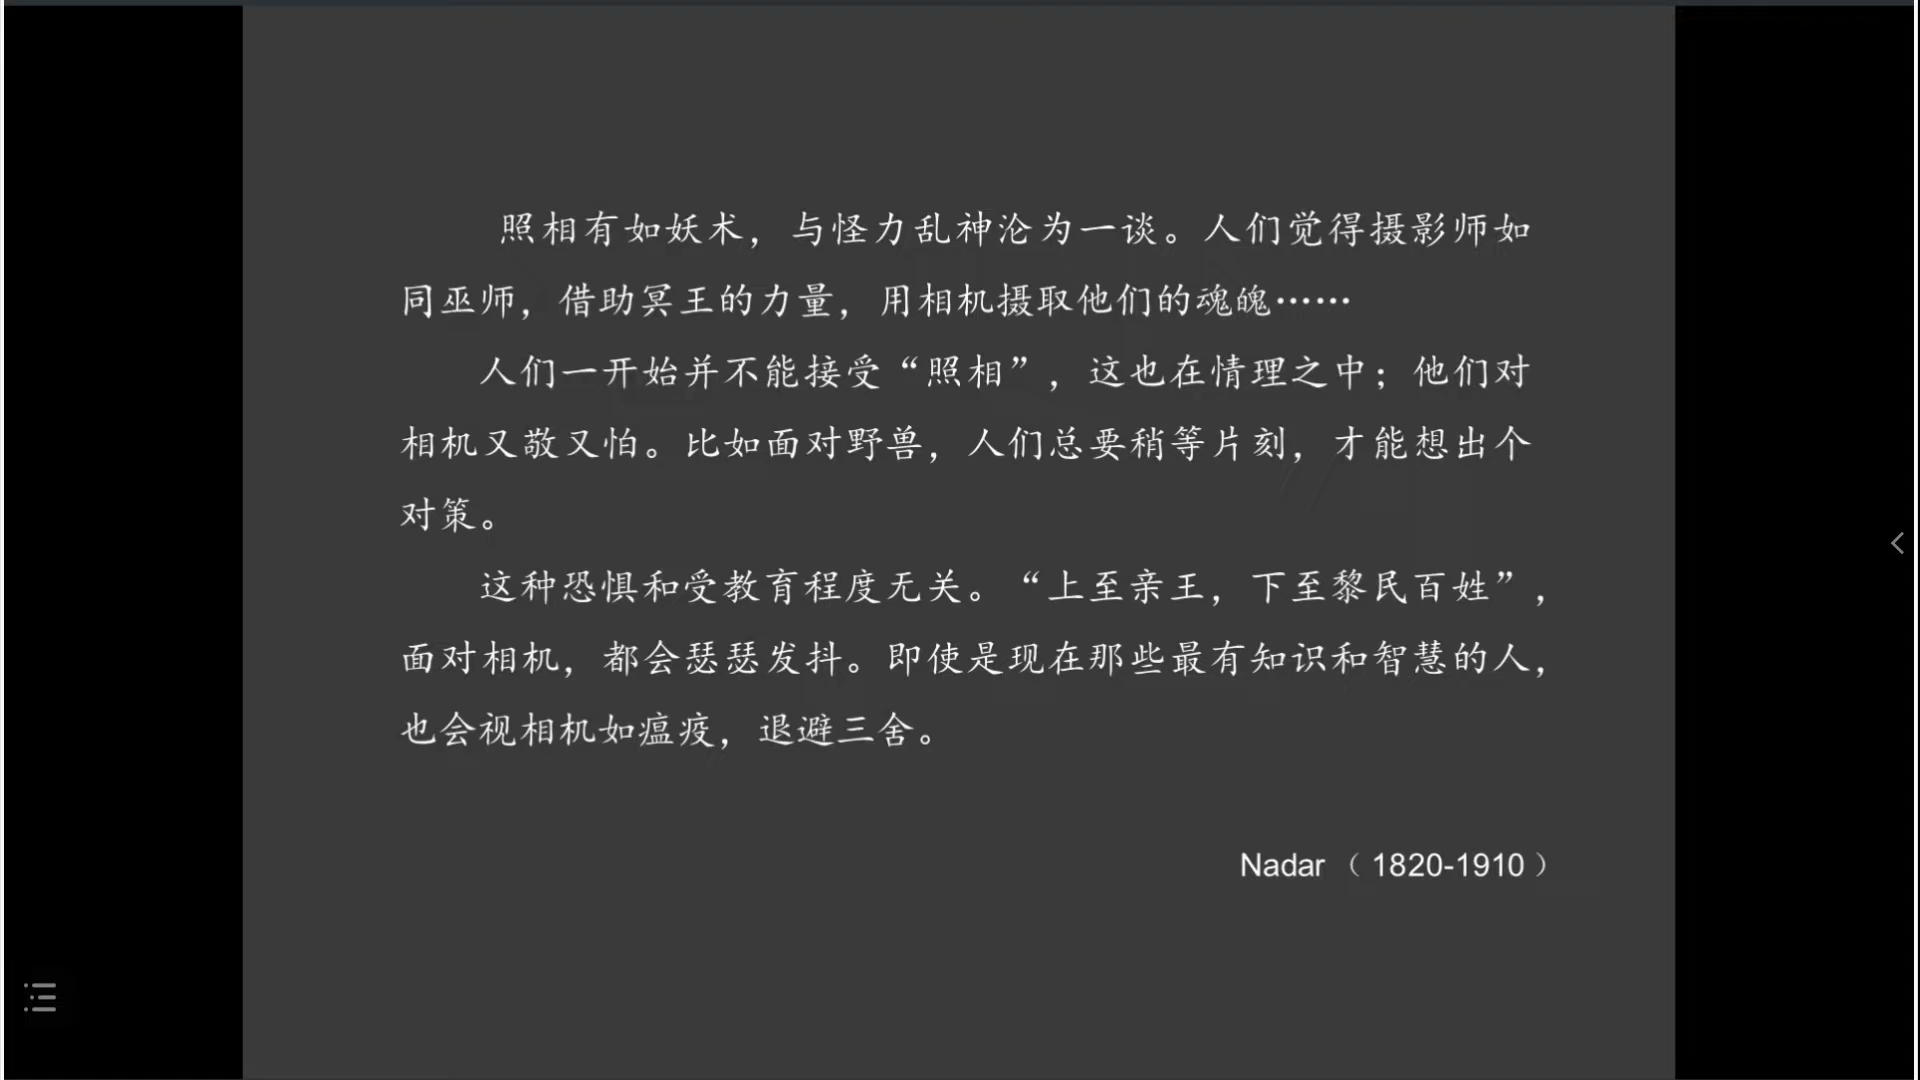 照相有如妖术，与怪力乱神沦为一谈。人们觉得摄影师如
同巫师，借助冥王的力量，用相机摄取他们的魂魄……
人们一开始并不能接受“照相”，这也在情理之中；他们对
相机又敬又怕。比如面对野兽，人们总要稍等片刻，才能想出个
对策。
这种恐惧和受教育程度无关。“上至亲王，下至黎民百姓”，
面对相机，都会瑟瑟发抖。即使是现在那些最有知识和智慧的人，
也会视相机如瘟疫，退避三舍。
Nadar（1820-1910）